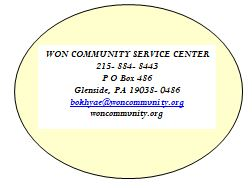 WON COMMUNITY SERVICE CENTER
215- 884- 8443
P O Box 486
Glenside, PA 19038- 0486
bokhyae@woncommunity.org
woncommunity.org